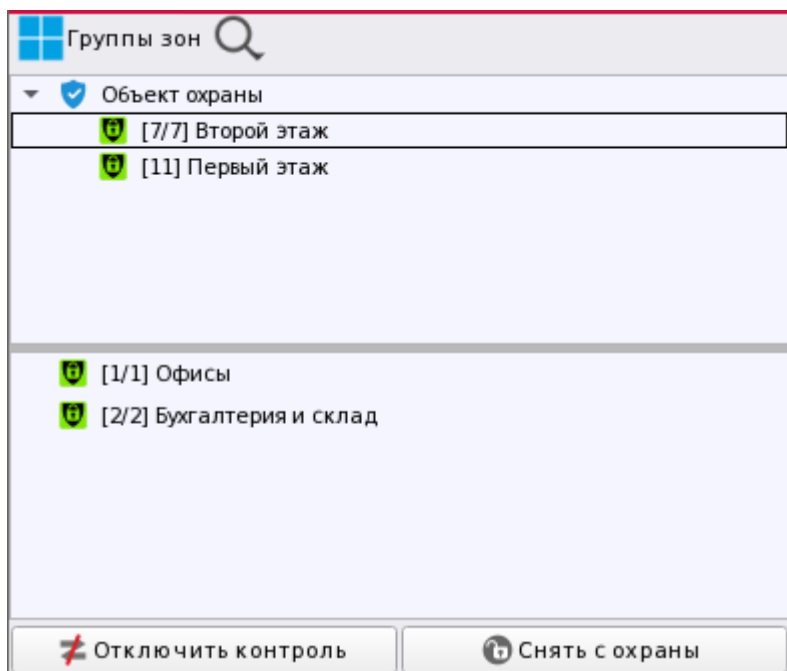 Группы зон
Объект охраны
[7/7] Второй этаж
[11] Первый этаж
[1/1] Офисы
[2/2] Бухгалтерия и склад
Отключить контроль
Снять с охраны